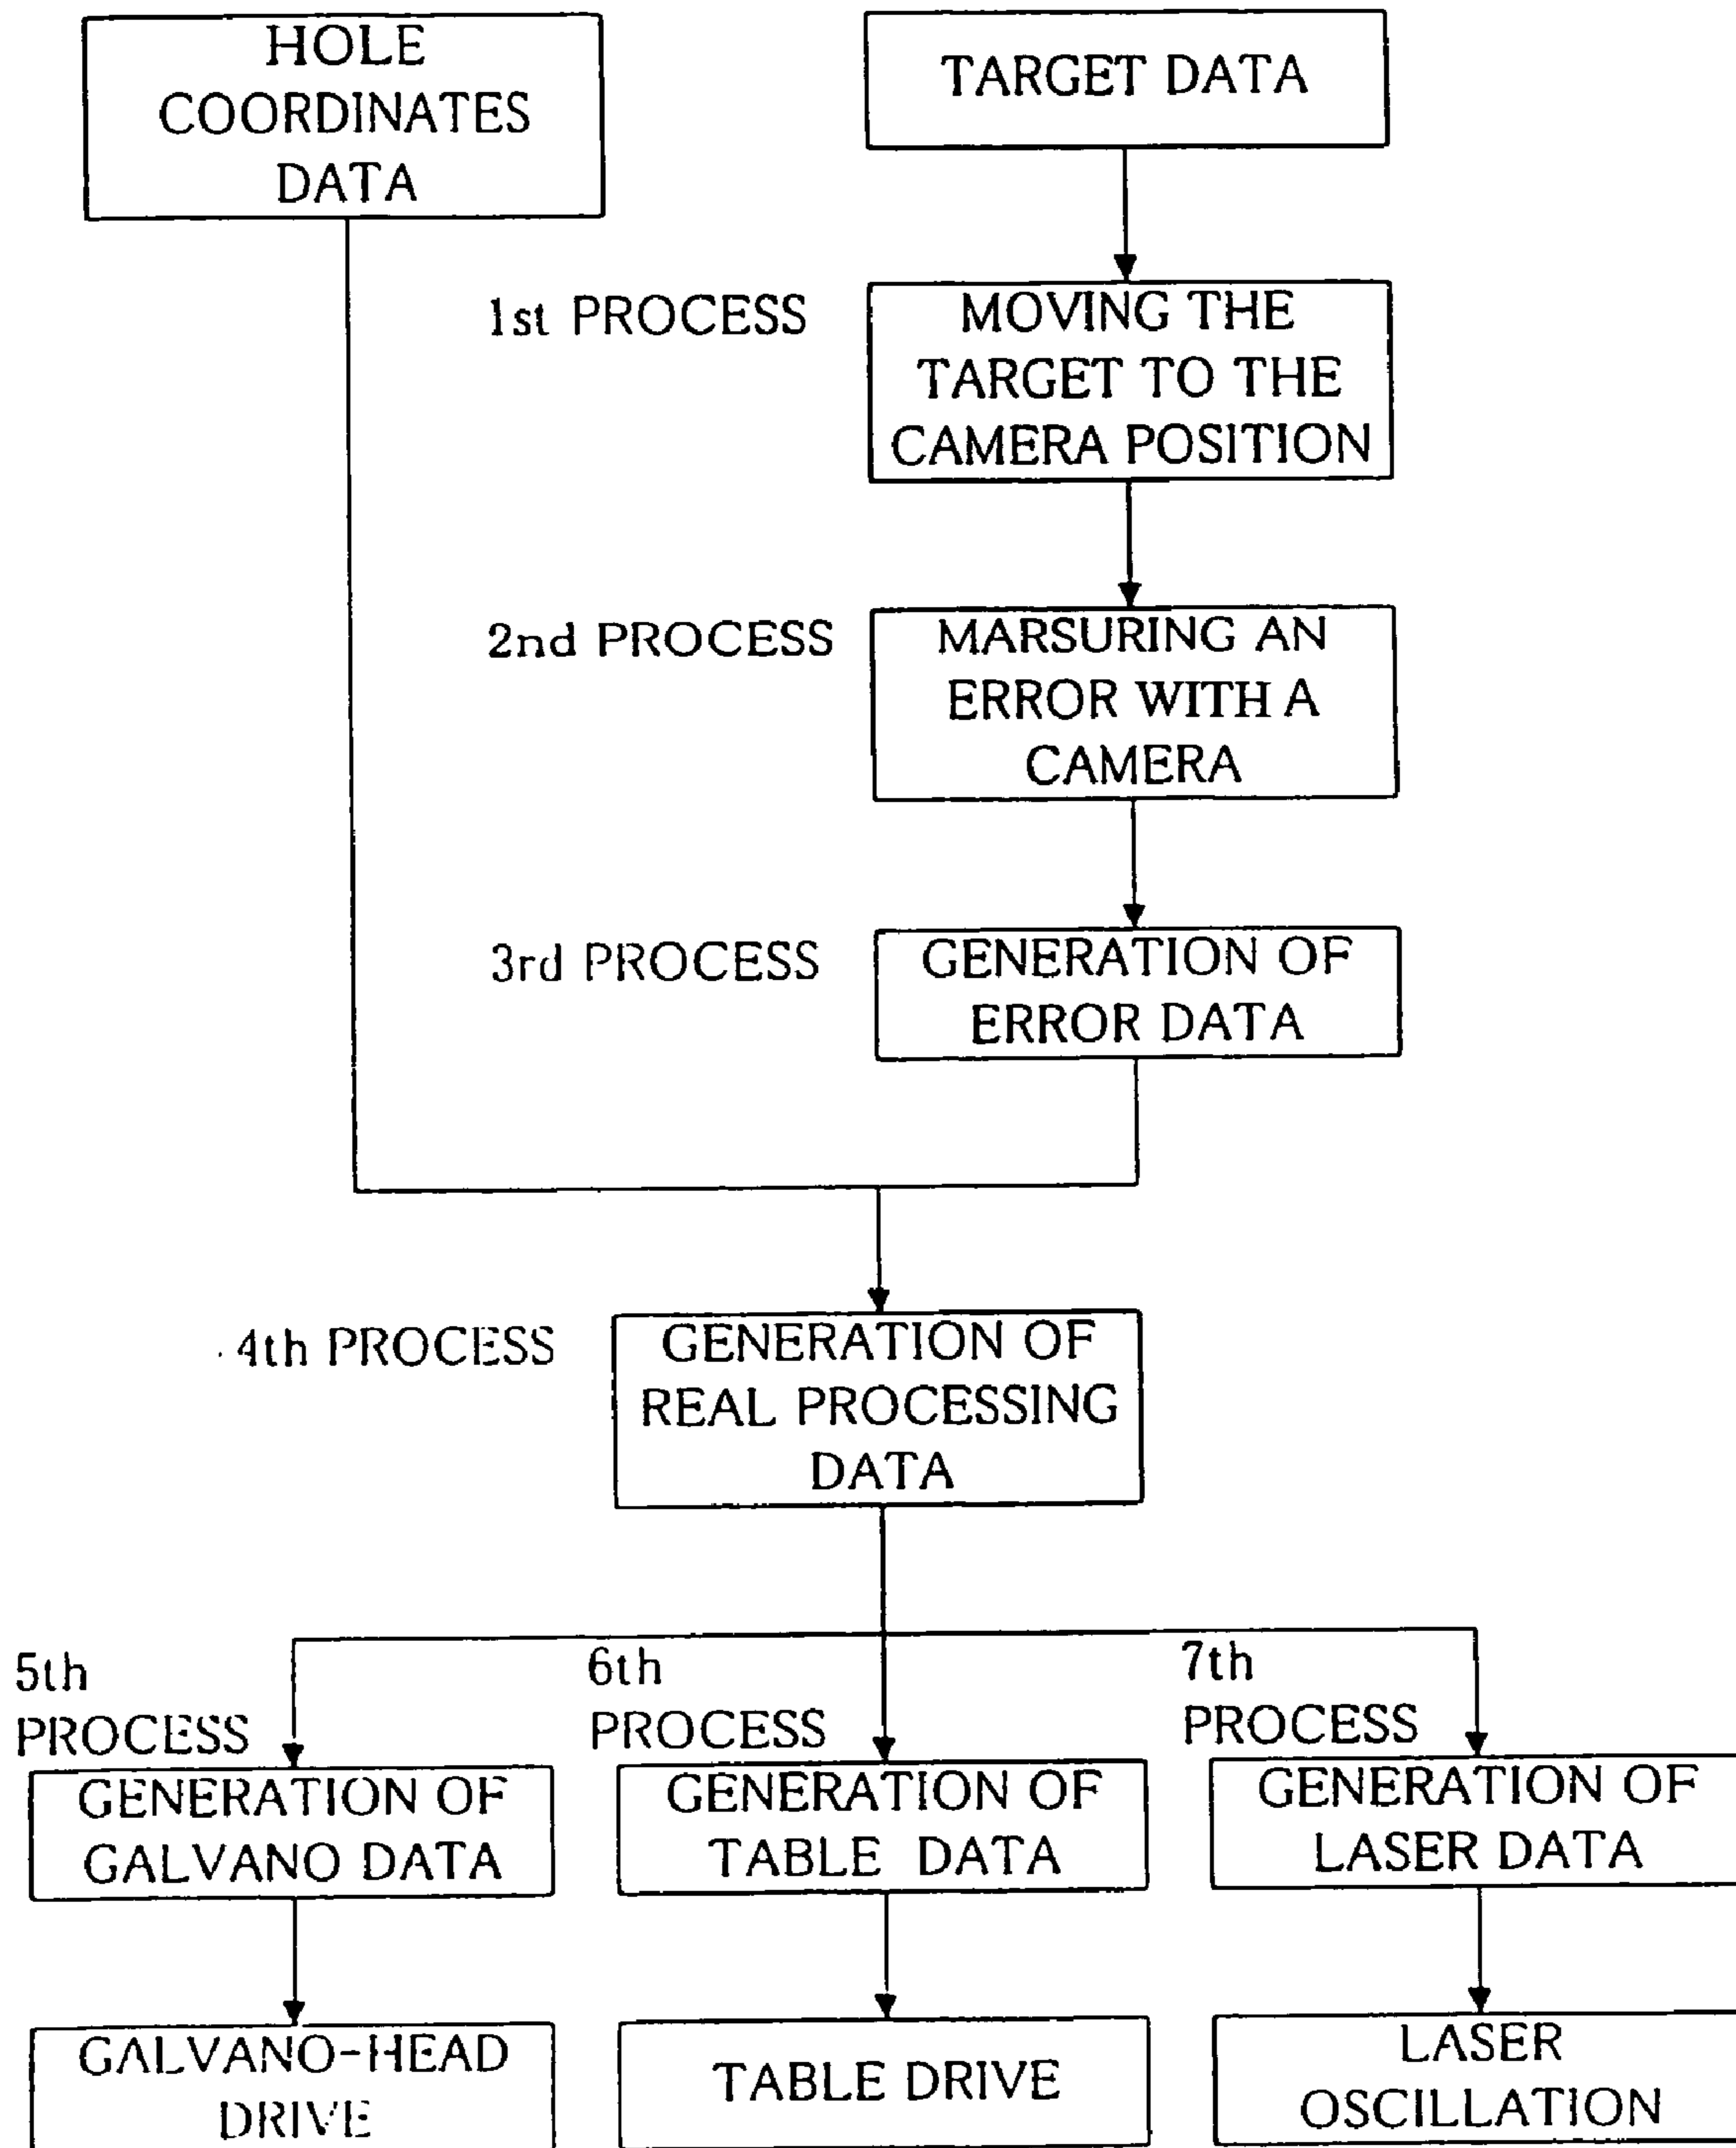 HOLE
COORDINATES
DATA
TARGET DATA
1st PROCESS
MOVING THE
TARGET TO THE
CAMERA POSITION
2nd PROCESS
MARSURING AN
ERROR WITH A
CAMERA
3rd PROCESS
GENERATION OF
ERROR DATA
4th PROCESS
GENERATION OF
REAL PROCESSING
DATA
5th
PROCESS
GENERATION OF
GALVANO DATA
6th
PROCESS
GENERATION OF
TABLE DATA
7th
PROCESS
GENERATION OF
LASER DATA
GALVANO-HEAD
DRIVE
TABLE DRIVE
LASER
OSCILLATION